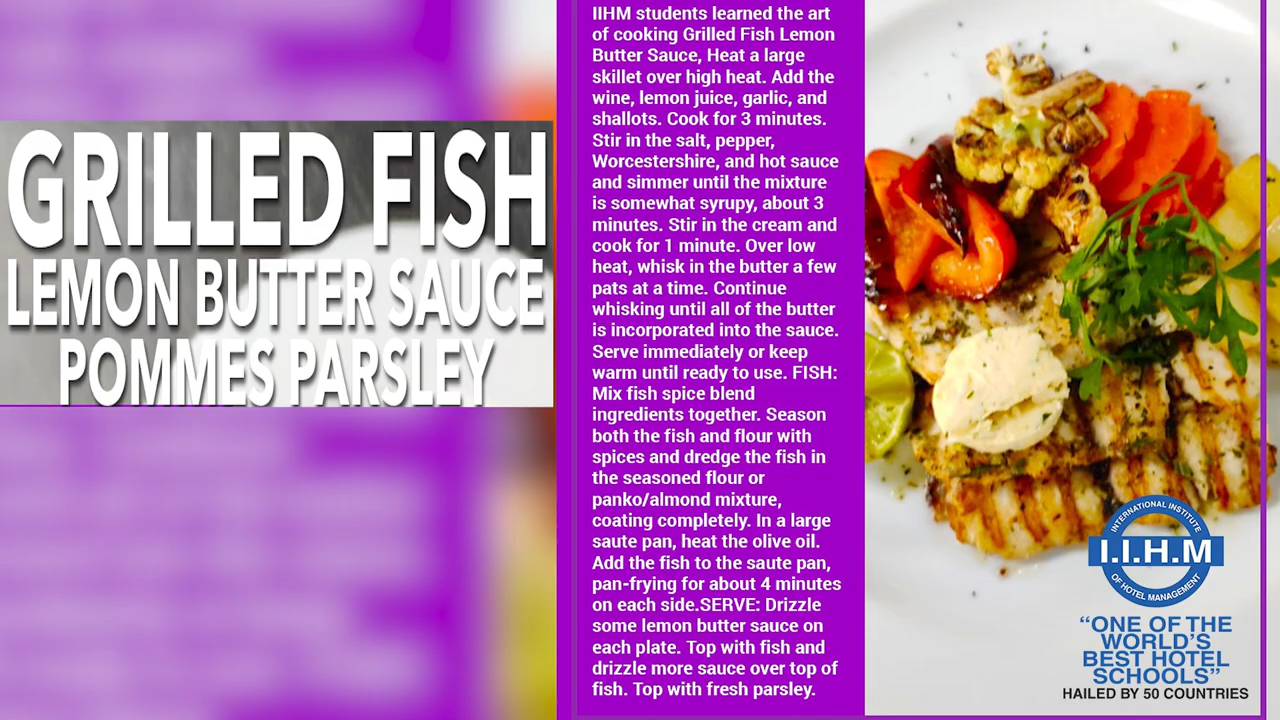 GRILLED FISH
LEMON BUTTER SAUCE
POMMES PARSLEY
IIHM students learned the art
of cooking Grilled Fish Lemon
Butter Sauce, Heat a large
skillet over high heat. Add the
wine, lemon juice, garlic, and
shallots. Cook for 3 minutes.
Stir in the salt, pepper,
Worcestershire, and hot sauce
and simmer until the mixture
is somewhat syrupy, about 3
minutes. Stir in the cream and
cook for 1 minute. Over low
heat, whisk in the butter a few
pats at a time. Continue
whisking until all of the butter
is incorporated into the sauce.
Serve immediately or keep
warm until ready to use. FISH:
Mix fish spice blend
ingredients together. Season
both the fish and flour with
spices and dredge the fish in
the seasoned flour or
panko/almond mixture,
coating completely. In a large
saute pan, heat the olive oil.
Add the fish to the saute pan,
pan-frying for about 4 minutes
on each side.SERVE: Drizzle
some lemon butter sauce on
each plate. Top with fish and
drizzle more sauce over top of
fish. Top with fresh parsley.
INTERNATIONAL INSTITUTE
I.I.H.M
OF HOTEL MANAGEMENT
“ONE OF THE
WORLD’S
BEST HOTEL
SCHOOLS”
HAILED BY 50 COUNTRIES